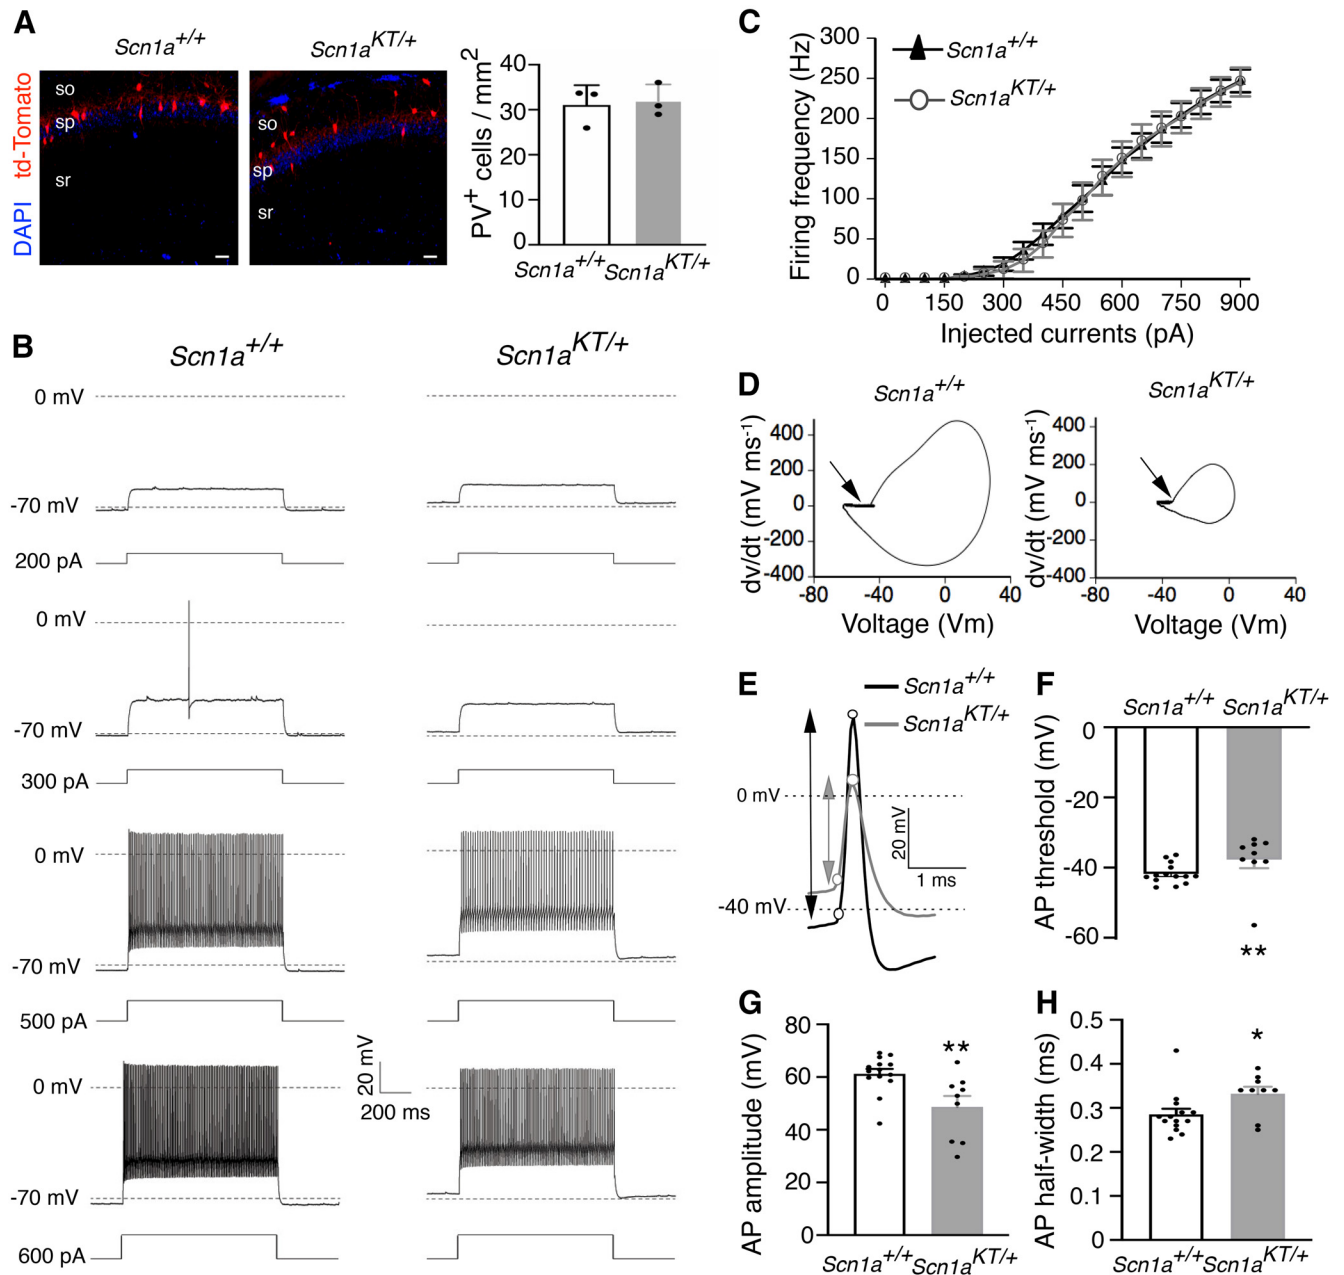 A
Scn1a+/+
Scn1aKT/+
td-Tomato
DAPI
so
sp
sr
so
sp
sr
PV+ cells / mm2
40
30
20
10
0
Scn1a+/+ Scn1aKT/+
B
Scn1a+/+
Scn1aKT/+
0 mV
-70 mV
200 pA
0 mV
-70 mV
300 pA
0 mV
-70 mV
500 pA
20 mV
200 ms
0 mV
-70 mV
600 pA
C
Scn1a+/+
Scn1aKT/+
Firing frequency (Hz)
300
250
200
150
100
50
0
0 150 300 450 600 750 900
Injected currents (pA)
D
Scn1a+/+
dv/dt (mV ms-1)
400
200
0
-200
-400
-80 -40 0 40
Voltage (Vm)
Scn1aKT/+
dv/dt (mV ms-1)
400
200
0
-200
-400
-80 -40 0 40
Voltage (Vm)
E
Scn1a+/+
Scn1aKT/+
0 mV
-40 mV
20 mV
1 ms
F
Scn1a+/+ Scn1aKT/+
AP threshold (mV)
0
-20
-40
-60
**
G
AP amplitude (mV)
80
60
40
20
0
**
Scn1a+/+ Scn1aKT/+
H
AP half-width (ms)
0.5
0.4
0.3
0.2
0.1
0
*
Scn1a+/+ Scn1aKT/+